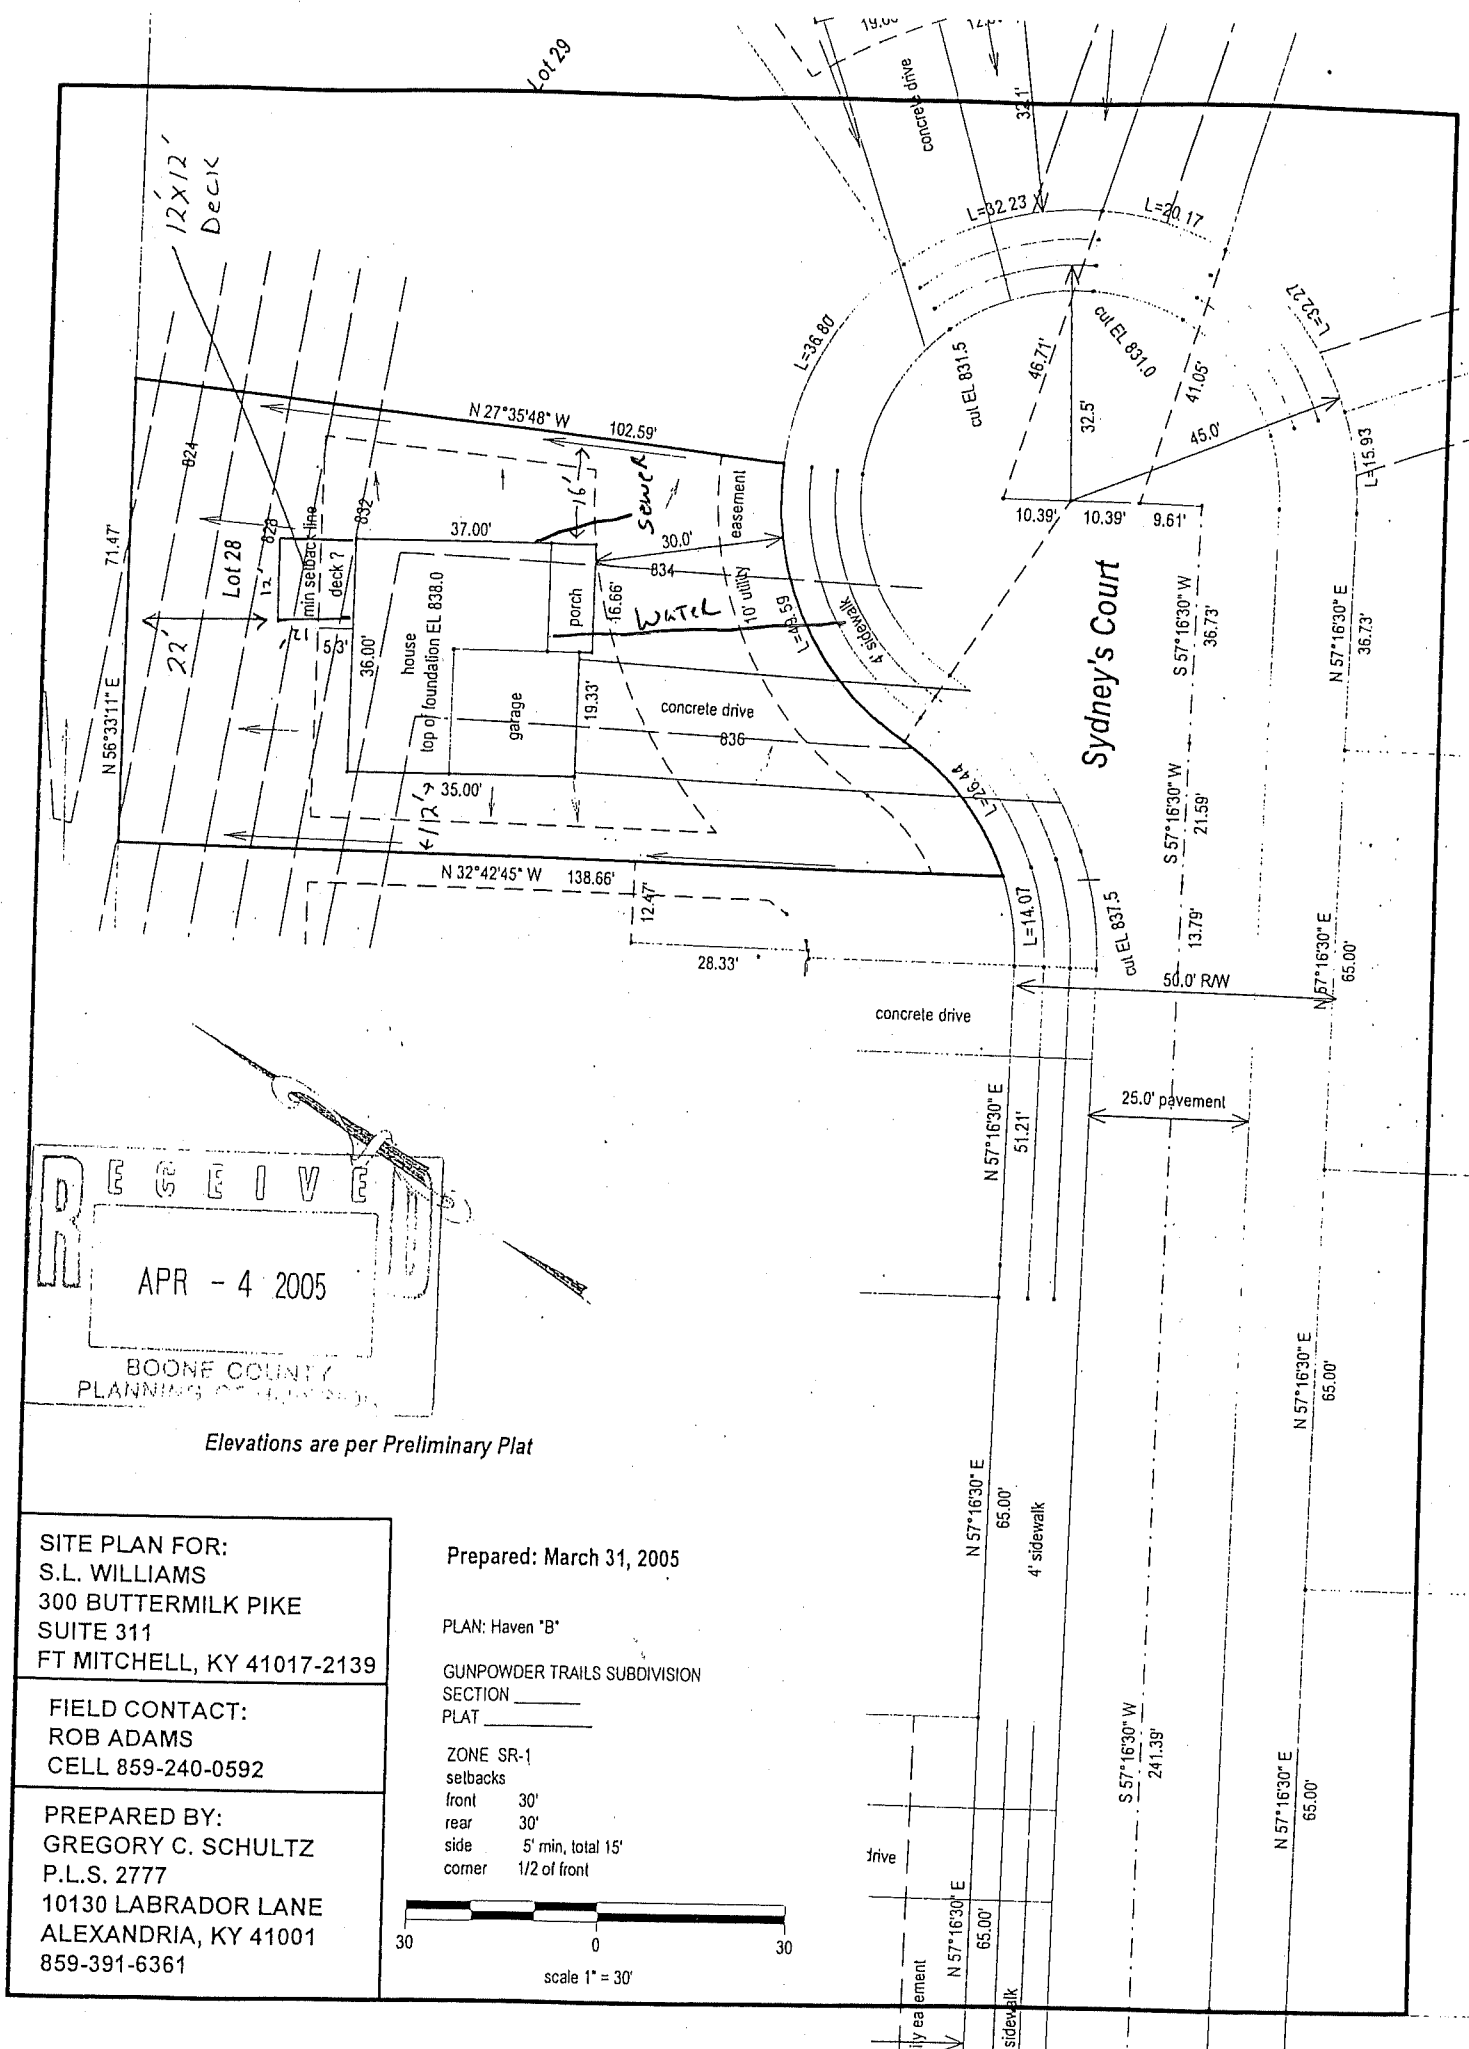 Lot 29
19.00'
concrete drive
32.1'
12'X12'
Deck
L=32.23
L=20.17
L=36.80
L=32.27
cut EL 831.5
46.71'
cut EL 831.0
41.05'
32.5'
45.0'
L=15.93
10.39'
10.39'
9.61'
N 27°35'48" W
102.59'
824
828
832
71.47'
Lot 28
12'
min setback line
deck ?
37.00'
16'
sewer
easement
30.0'
834
10' utility
22'
12'
5.3'
36.00'
house
top of foundation EL 838.0
porch
16.66'
Water
L=49.59
4' sidewalk
N 56°33'11" E
garage
19.33'
concrete drive
836
35.00'
12'
L=26.44
N 32°42'45" W
138.66'
12.47'
28.33'
L=14.07
cut EL 837.5
Sydney's Court
S 57°16'30" W
36.73'
N 57°16'30" E
36.73'
S 57°16'30" W
21.59'
13.79'
N 57°16'30" E
65.00'
50.0' R/W
concrete drive
25.0' pavement
N 57°16'30" E
51.21'
N 57°16'30" E
65.00'
N 57°16'30" E
65.00'
4' sidewalk
S 57°16'30" W
241.39'
N 57°16'30" E
65.00'
drive
N 57°16'30" E
65.00'
easement
sidewalk
RECEIVED
APR - 4 2005
BOONE COUNTY
PLANNING
Elevations are per Preliminary Plat
SITE PLAN FOR:
S.L. WILLIAMS
300 BUTTERMILK PIKE
SUITE 311
FT MITCHELL, KY 41017-2139
FIELD CONTACT:
ROB ADAMS
CELL 859-240-0592
PREPARED BY:
GREGORY C. SCHULTZ
P.L.S. 2777
10130 LABRADOR LANE
ALEXANDRIA, KY 41001
859-391-6361
Prepared: March 31, 2005
PLAN: Haven "B"
GUNPOWDER TRAILS SUBDIVISION
SECTION
PLAT
ZONE SR-1
setbacks
front 30'
rear 30'
side 5' min, total 15'
corner 1/2 of front
30 0 30
scale 1" = 30'